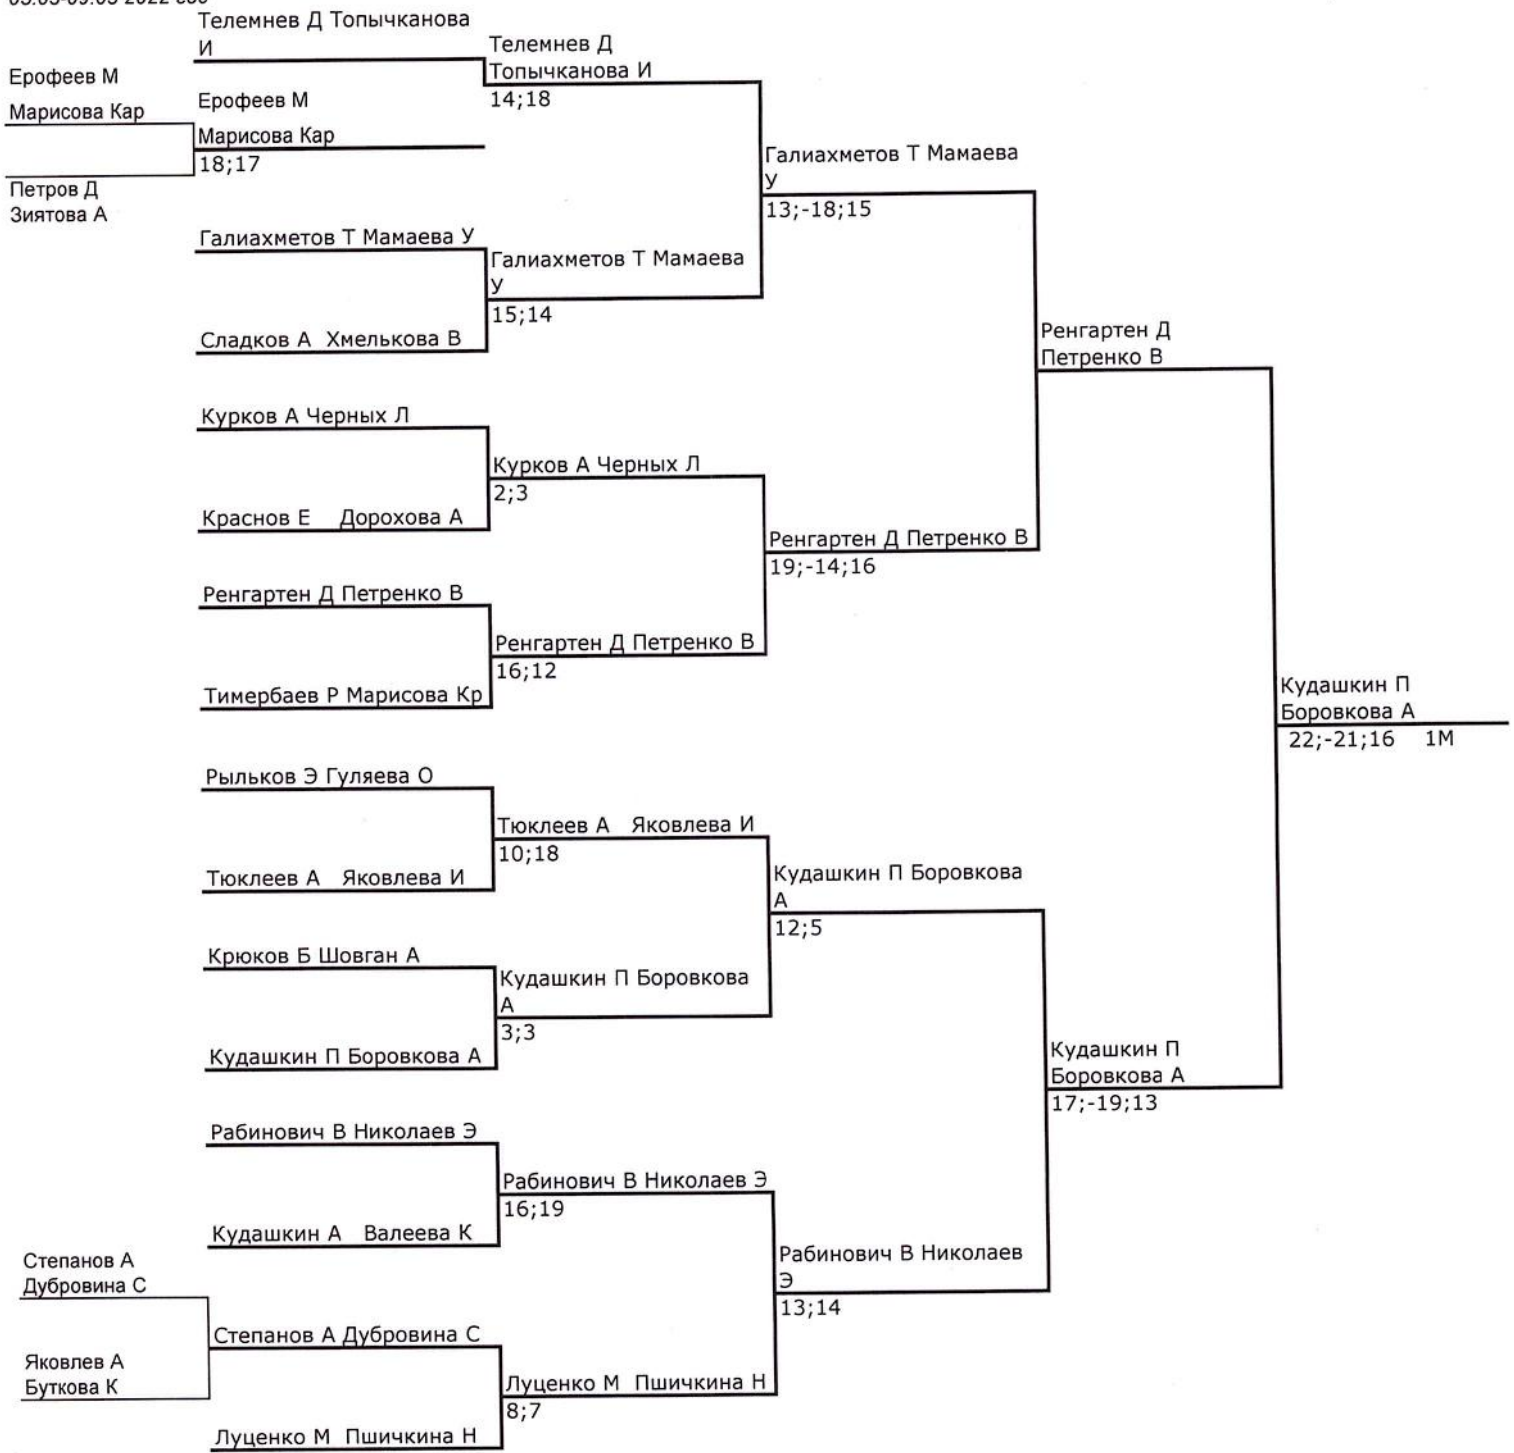 Телемнев Д Топычканова
И
Ерофеев М
Марисова Кар
Петров Д
Зиятова А
Ерофеев М
Марисова Кар
18;17
Телемнев Д
Топычканова И
14;18
Галиахметов Т Мамаева У
Сладков А Хмелькова В
Галиахметов Т Мамаева
У
15;14
Галиахметов Т Мамаева
У
13;-18;15
Курков А Черных Л
Краснов Е Дорохова А
Курков А Черных Л
2;3
Ренгартен Д Петренко В
Тимербаев Р Марисова Кр
Ренгартен Д Петренко В
16;12
Ренгартен Д Петренко В
19;-14;16
Ренгартен Д
Петренко В
Рыльков Э Гуляева О
Тюклеев А Яковлева И
Тюклеев А Яковлева И
10;18
Крюков Б Шовган А
Кудашкин П Боровкова А
Кудашкин П Боровкова
А
3;3
Кудашкин П Боровкова
А
12;5
Рабинович В Николаев Э
Кудашкин А Валеева К
Рабинович В Николаев Э
16;19
Степанов А
Дубровина С
Яковлев А
Буткова К
Степанов А Дубровина С
Луценко М Пшичкина Н
Луценко М Пшичкина Н
8;7
Рабинович В Николаев
Э
13;14
Кудашкин П
Боровкова А
17;-19;13
Кудашкин П
Боровкова А
22;-21;16 1М